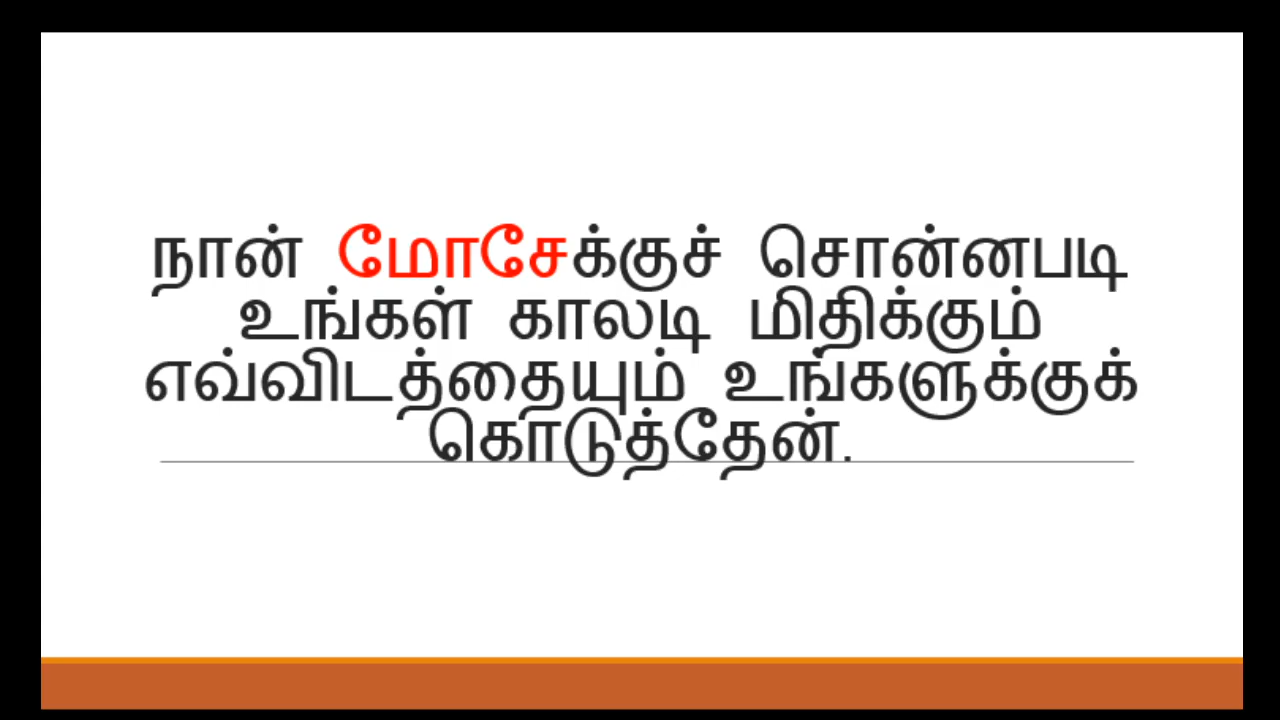 நான் மோசேக்குச் சொன்னபடி
உங்கள் காலடி மிதிக்கும்
எவ்விடத்தையும் உங்களுக்குக்
கொடுத்தேன்.